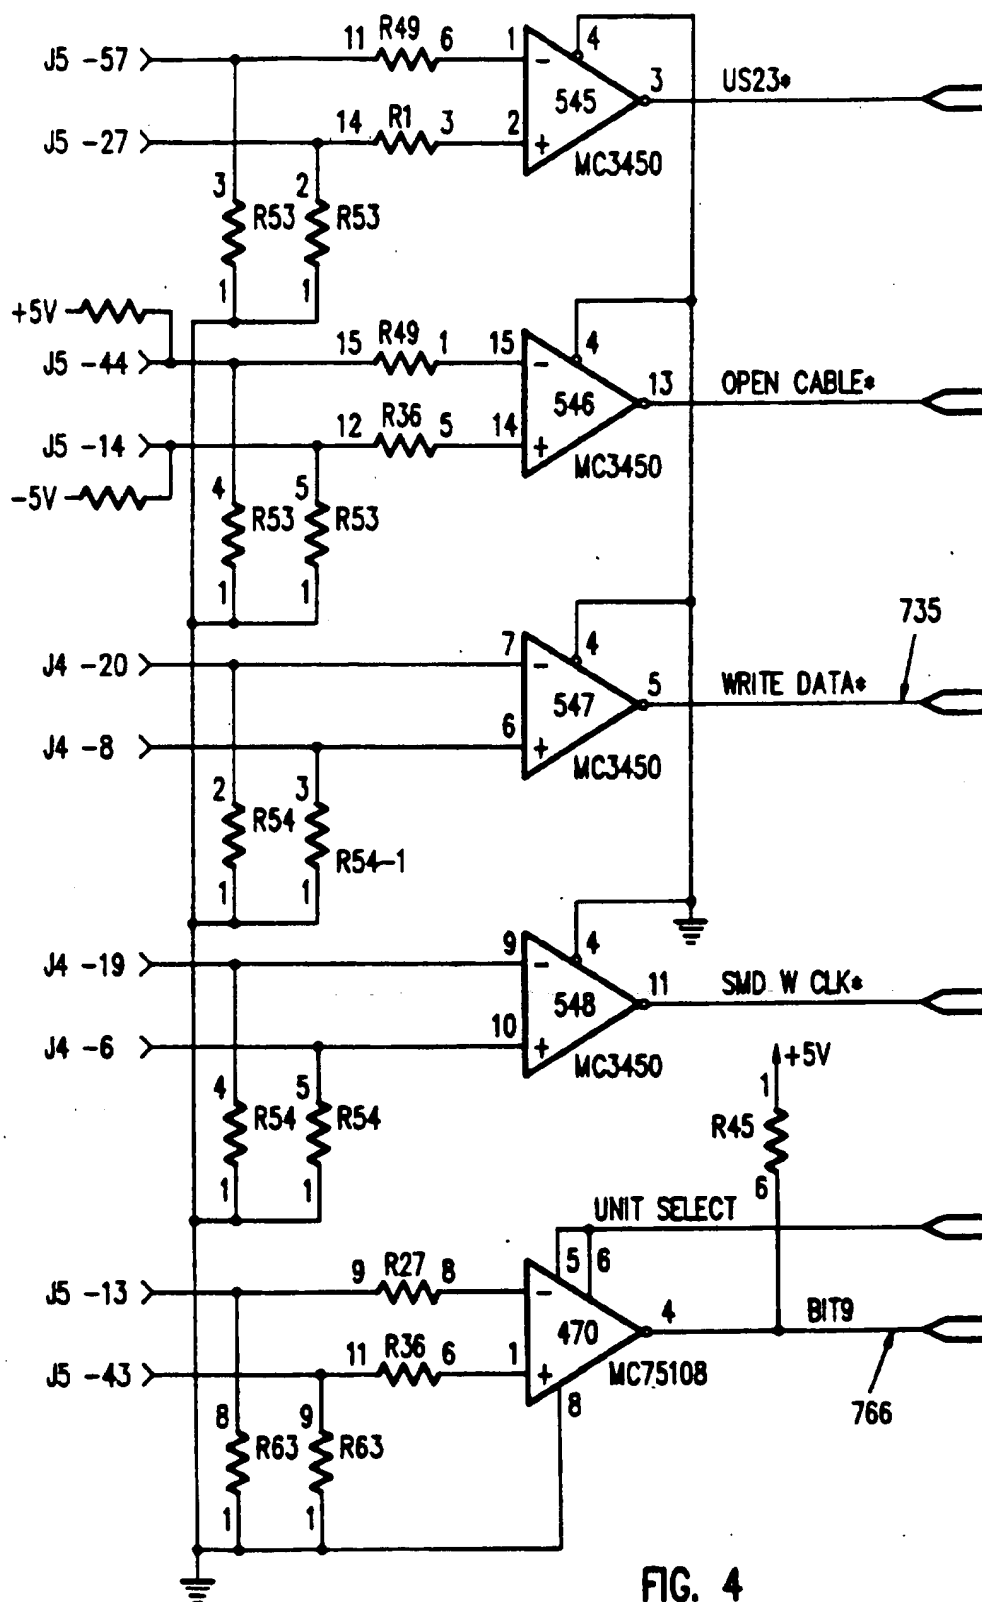 R49
11 6 1 4
J5 -57
545 3 US23*
R1
14 3 2
J5 -27
MC3450
3 2
R53 R53
1 1
+5V
R49
15 1 15 4
J5 -44
546 13 OPEN CABLE*
R36
12 5 14
J5 -14
MC3450
-5V
4 5
R53 R53
1 1
735
7 4
J4 -20
547 5 WRITE DATA*
6
J4 -8
MC3450
2 3
R54
R54-1
1 1
9 4
J4 -19
548 11 SMD W CLK*
10
J4 -6
MC3450
+5V
4 5 1
R54 R54 R45
1 1 6
UNIT SELECT
R27
9 8 5 6
J5 -13
470 4 BIT9
R36
11 6 1
J5 -43
MC75108
8
766
8 9
R63 R63
1 1
FIG. 4